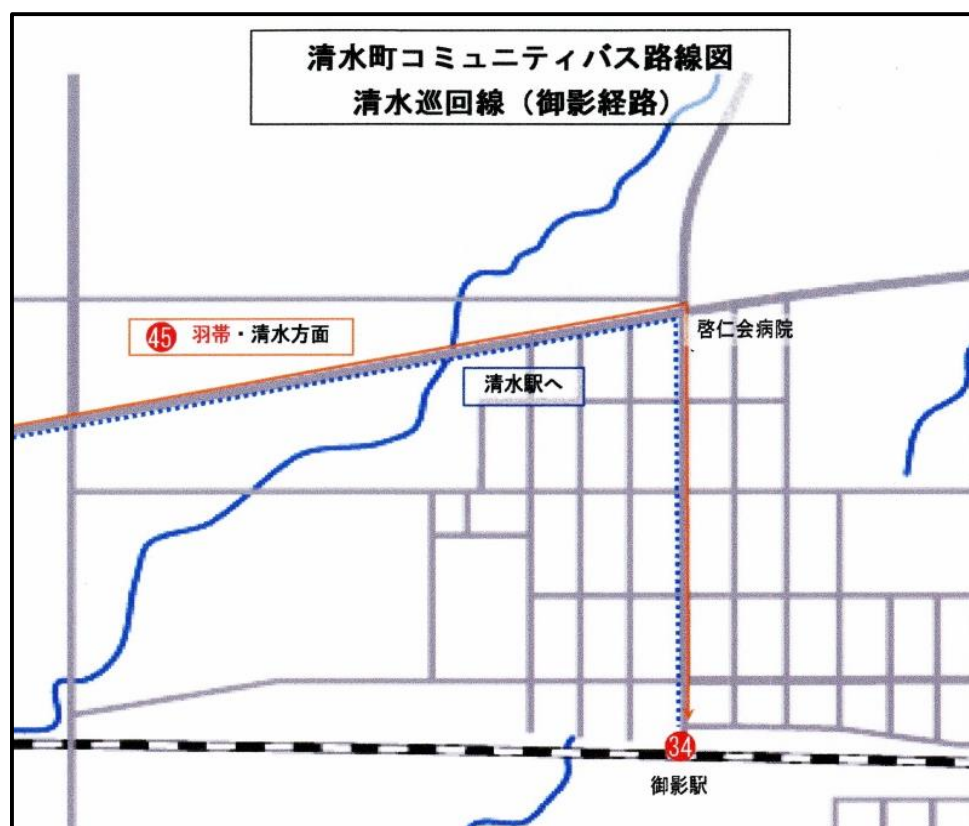 清水町コミュニティバス路線図
清水巡回線（御影経路）
45 羽帯・清水方面
啓仁会病院
清水駅へ
34
御影駅